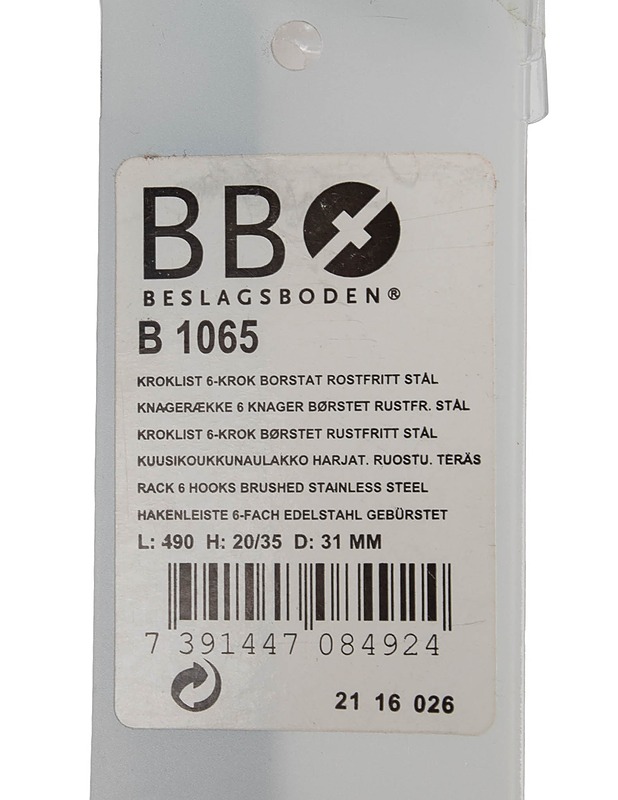 BB
BESLAGSBODEN®
B 1065
KROKLIST 6-KROK BORSTAT ROSTFRITT STÅL
KNAGERÆKKE 6 KNAGER BØRSTET RUSTFR. STÅL
KROKLIST 6-KROK BØRSTET RUSTFRITT STÅL
KUUSIKOUKKUNAULAKKO HARJAT. RUOSTU. TERÄS
RACK 6 HOOKS BRUSHED STAINLESS STEEL
HAKENLEISTE 6-FACH EDELSTAHL GEBÜRSTET
L: 490 H: 20/35 D: 31 MM
7 391447 084924
21 16 026